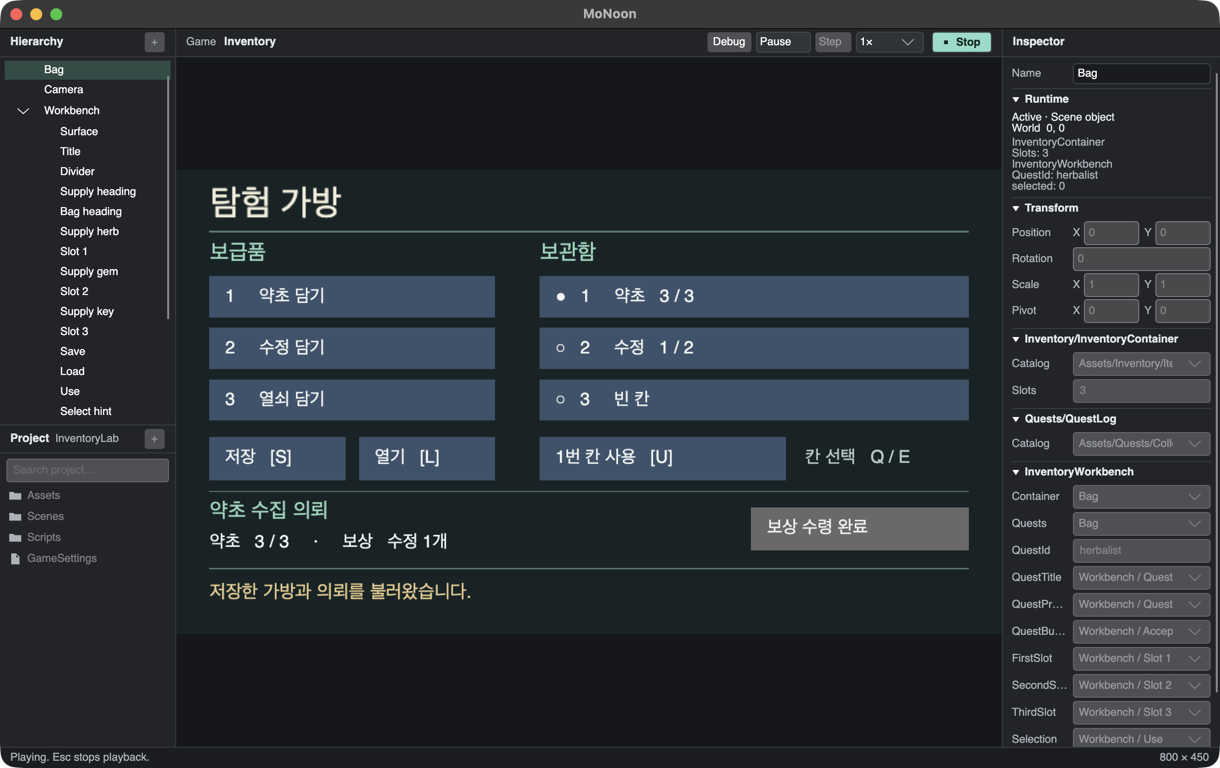 MoNoon
Hierarchy +
Bag
Camera
Workbench
Surface
Title
Divider
Supply heading
Bag heading
Supply herb
Slot 1
Supply gem
Slot 2
Supply key
Slot 3
Save
Load
Use
Select hint
Project InventoryLab +
Search project...
Assets
Scenes
Scripts
GameSettings
Game Inventory Debug Pause Step 1× Stop
탐험 가방
보급품 보관함
1 약초 담기 1 약초 3 / 3
2 수정 담기 2 수정 1 / 2
3 열쇠 담기 3 빈 칸
저장 [S] 열기 [L] 1번 칸 사용 [U] 칸 선택 Q / E
약초 수집 의뢰
약초 3 / 3 · 보상 수정 1개 보상 수령 완료
저장한 가방과 의뢰를 불러왔습니다.
Inspector
Name Bag
Runtime
Active · Scene object
World 0, 0
InventoryContainer
Slots: 3
InventoryWorkbench
QuestId: herbalist
selected: 0
Transform
Position X 0 Y 0
Rotation 0
Scale X 1 Y 1
Pivot X 0 Y 0
Inventory/InventoryContainer
Catalog Assets/Inventory/Ite
Slots 3
Quests/QuestLog
Catalog Assets/Quests/Coll
InventoryWorkbench
Container Bag
Quests Bag
QuestId herbalist
QuestTitle Workbench / Quest
QuestPr... Workbench / Quest
QuestBu... Workbench / Accep
FirstSlot Workbench / Slot 1
SecondS... Workbench / Slot 2
ThirdSlot Workbench / Slot 3
Selection Workbench / Use
Playing. Esc stops playback. 800 × 450